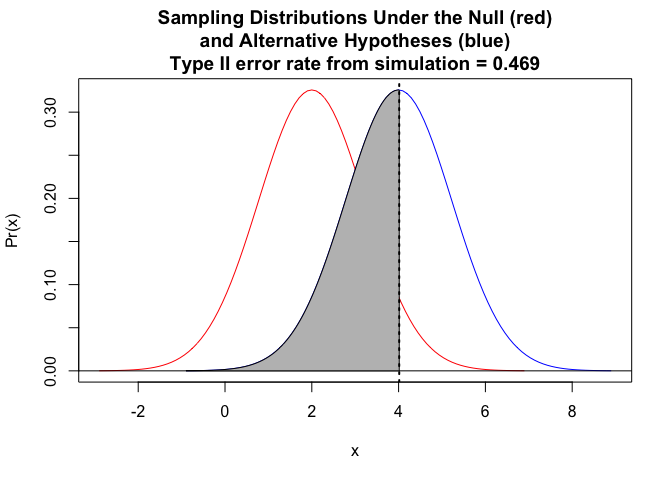 Sampling Distributions Under the Null (red)
and Alternative Hypotheses (blue)
Type II error rate from simulation = 0.469
Pr(x)
0.30
0.20
0.10
0.00
-2 0 2 4 6 8
x